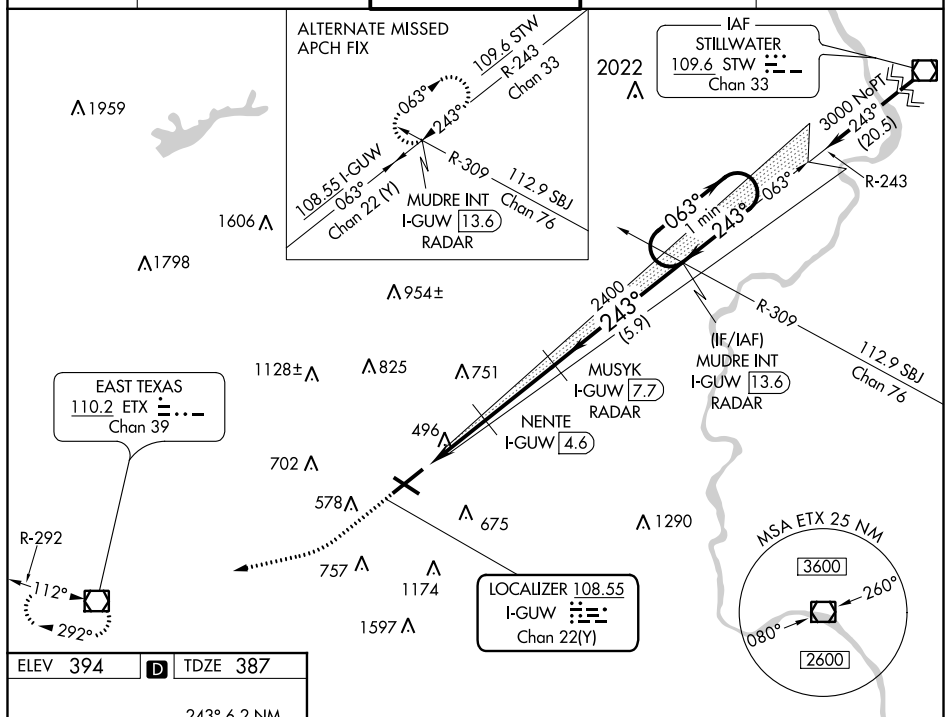 ALTERNATE MISSED
APCH FIX
109.6 STW
R-243
Chan 33
063°
243°
108.55 I-GUW
063°
Chan 22 (Y)
R-309
112.9 SBJ
Chan 76
MUDRE INT
I-GUW 13.6
RADAR
IAF
STILLWATER
109.6 STW
Chan 33
2022
3000 NoPT
243°
(20.5)
R-243
1959
1606
1798
954±
063°
1 min
243°
063°
2400
243°
(5.9)
R-309
112.9 SBJ
Chan 76
(IF/IAF)
MUDRE INT
I-GUW 13.6
RADAR
MUSYK
I-GUW 7.7
RADAR
NENTE
I-GUW 4.6
1128±
825
751
496
EAST TEXAS
110.2 ETX
Chan 39
702
578
675
1290
757
1174
1597
R-292
112°
292°
LOCALIZER 108.55
I-GUW
Chan 22(Y)
MSA ETX 25 NM
3600
260°
080°
2600
ELEV 394 D TDZE 387
243° 6.2 NM